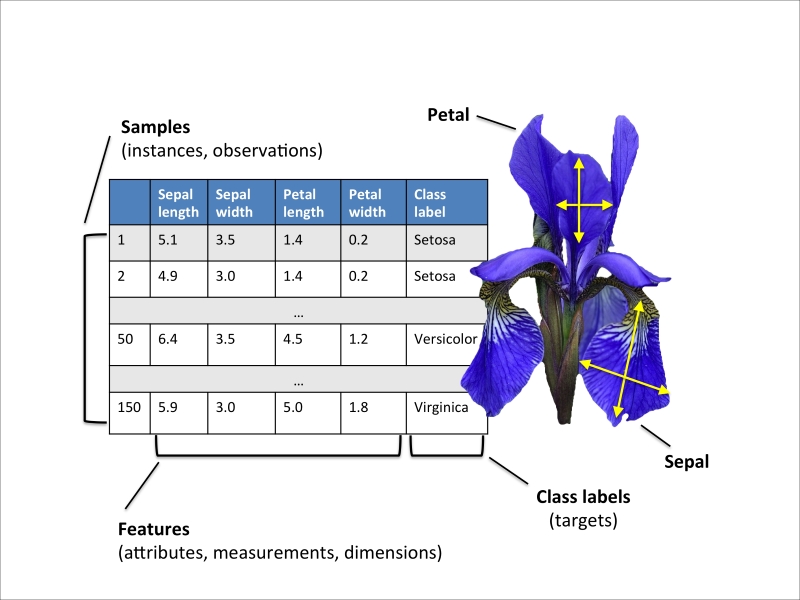 Samples
(instances, observations)
Petal
Sepal length Sepal width Petal length Petal width Class label
1 5.1 3.5 1.4 0.2 Setosa
2 4.9 3.0 1.4 0.2 Setosa
...
50 6.4 3.5 4.5 1.2 Versicolor
...
150 5.9 3.0 5.0 1.8 Virginica
Sepal
Class labels
(targets)
Features
(attributes, measurements, dimensions)